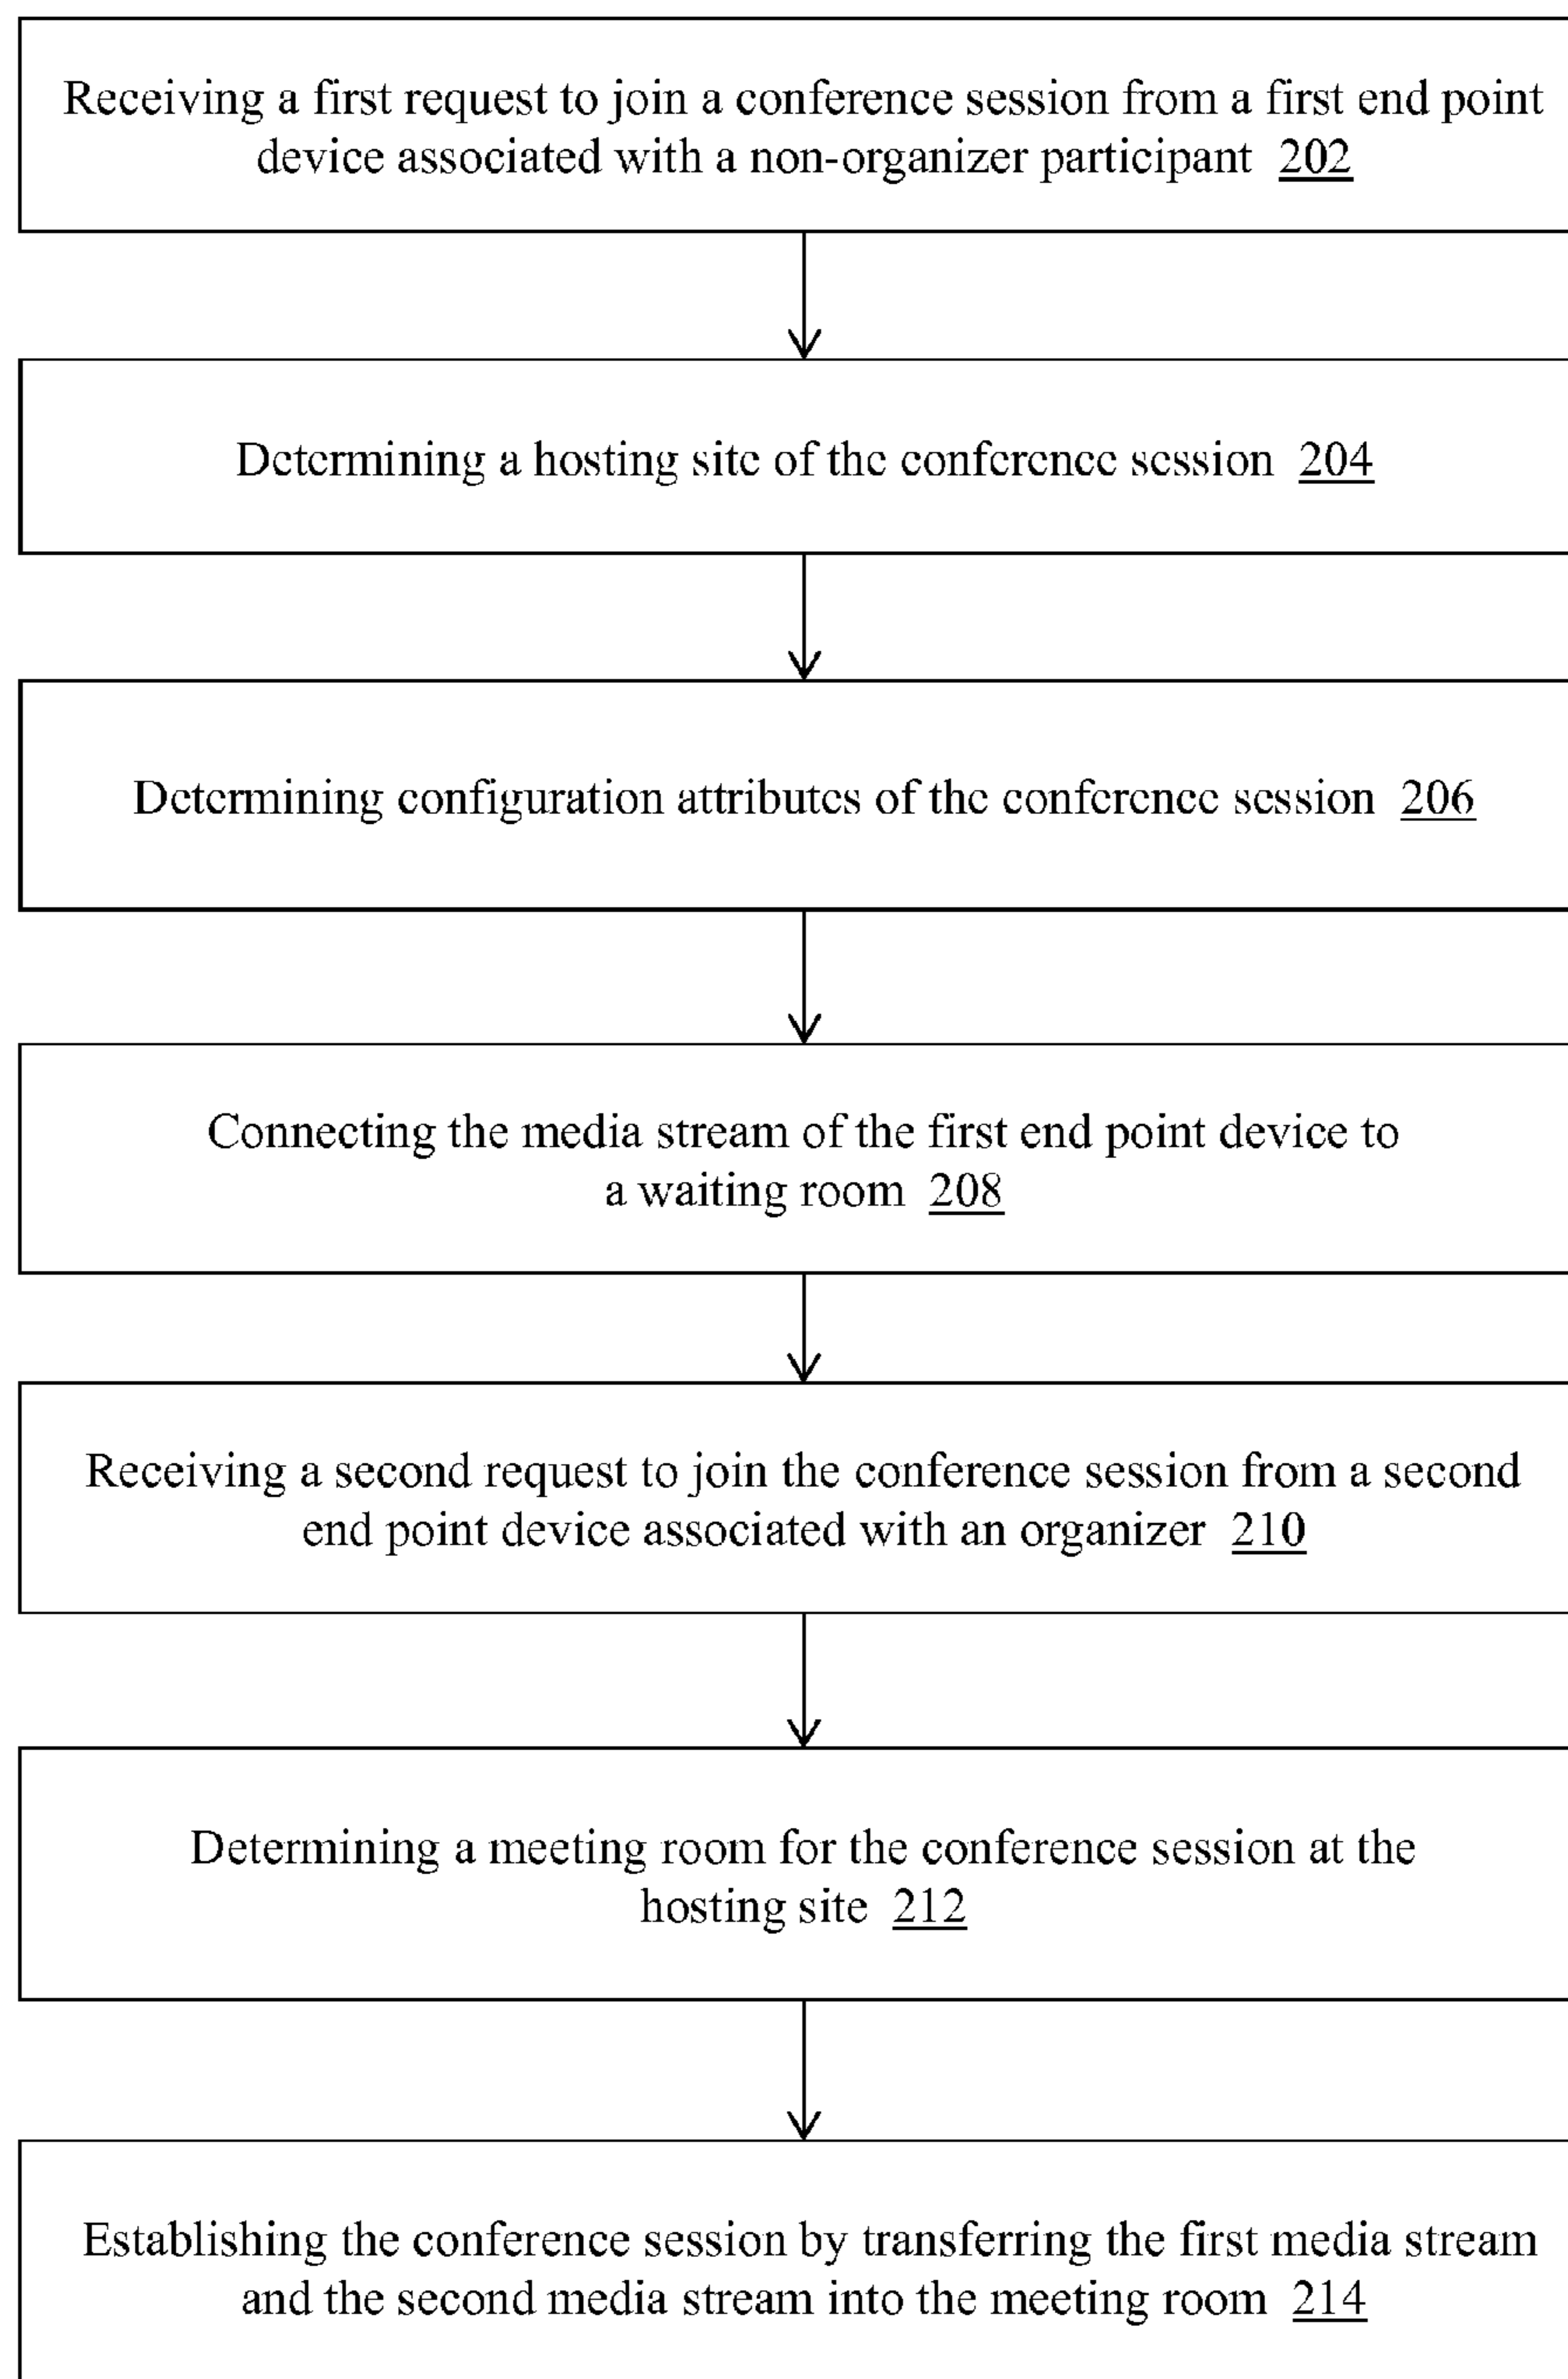 Receiving a first request to join a conference session from a first end point
device associated with a non-organizer participant 202
Determining a hosting site of the conference session 204
Determining configuration attributes of the conference session 206
Connecting the media stream of the first end point device to
a waiting room 208
Receiving a second request to join the conference session from a second
end point device associated with an organizer 210
Determining a meeting room for the conference session at the
hosting site 212
Establishing the conference session by transferring the first media stream
and the second media stream into the meeting room 214